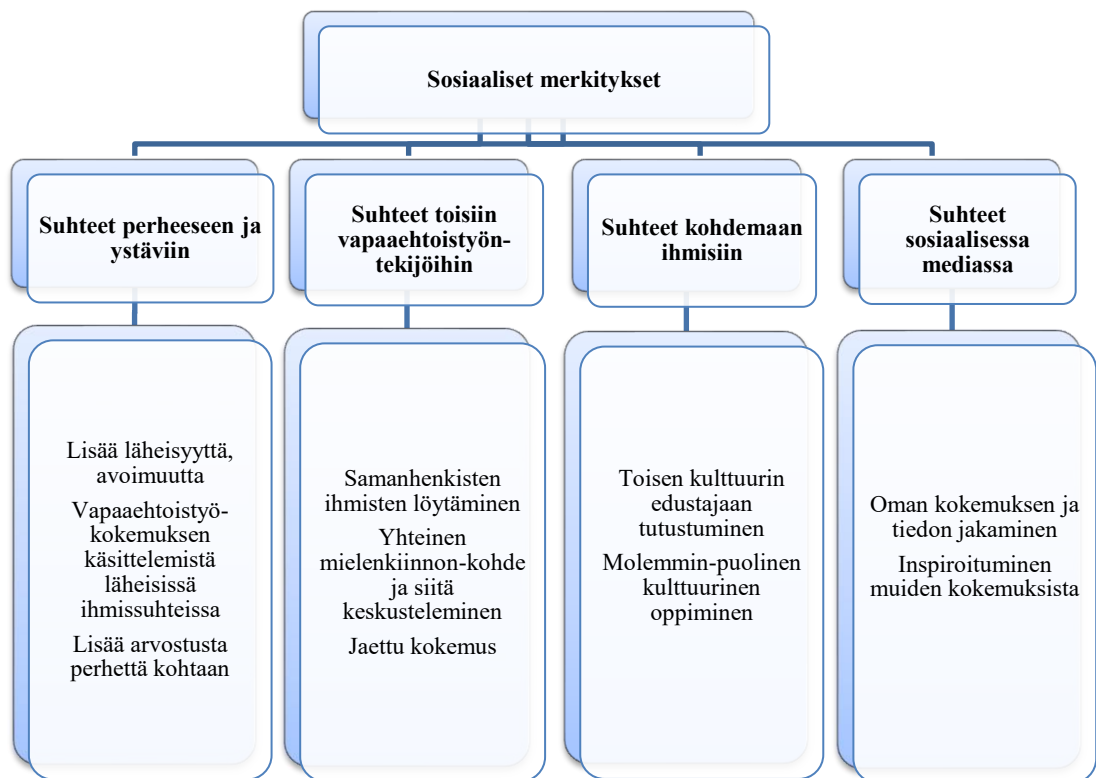 Sosiaaliset merkitykset
Suhteet perheeseen ja
ystäviin
Suhteet toisiin
vapaaehtoistyön-
tekijöihin
Suhteet kohdemaan
ihmisiin
Suhteet
sosiaalisessa
mediassa
Lisää läheisyyttä,
avoimuutta
Vapaaehtoistyö-
kokemuksen
käsittelemistä
läheisissä
ihmissuhteissa
Lisää arvostusta
perhettä kohtaan
Samanhenkisten
ihmisten löytäminen
Yhteinen
mielenkiinnon-kohde
ja siitä
keskusteleminen
Jaettu kokemus
Toisen kulttuurin
edustajaan
tutustuminen
Molemmin-puolinen
kulttuurinen
oppiminen
Oman kokemuksen ja
tiedon jakaminen
Inspiroituminen
muiden kokemuksista